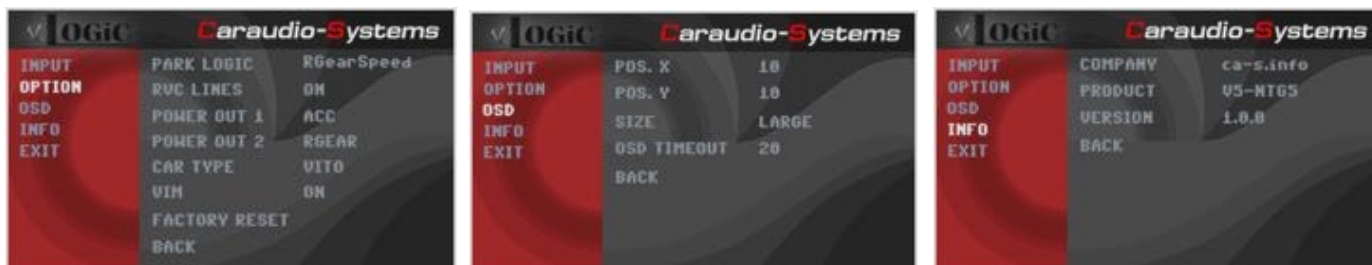 v LOGiC Caraudio-Systems
INPUT
OPTION
OSD
INFO
EXIT
PARK LOGIC RGearSpeed
RVC LINES ON
POWER OUT 1 ACC
POWER OUT 2 RGEAR
CAR TYPE VITO
VIM ON
FACTORY RESET
BACK
v LOGiC Caraudio-Systems
INPUT
OPTION
OSD
INFO
EXIT
POS. X 10
POS. Y 10
SIZE LARGE
OSD TIMEOUT 20
BACK
v LOGiC Caraudio-Systems
INPUT
OPTION
OSD
INFO
EXIT
COMPANY ca-s.info
PRODUCT V5-NTG5
VERSION 1.0.0
BACK